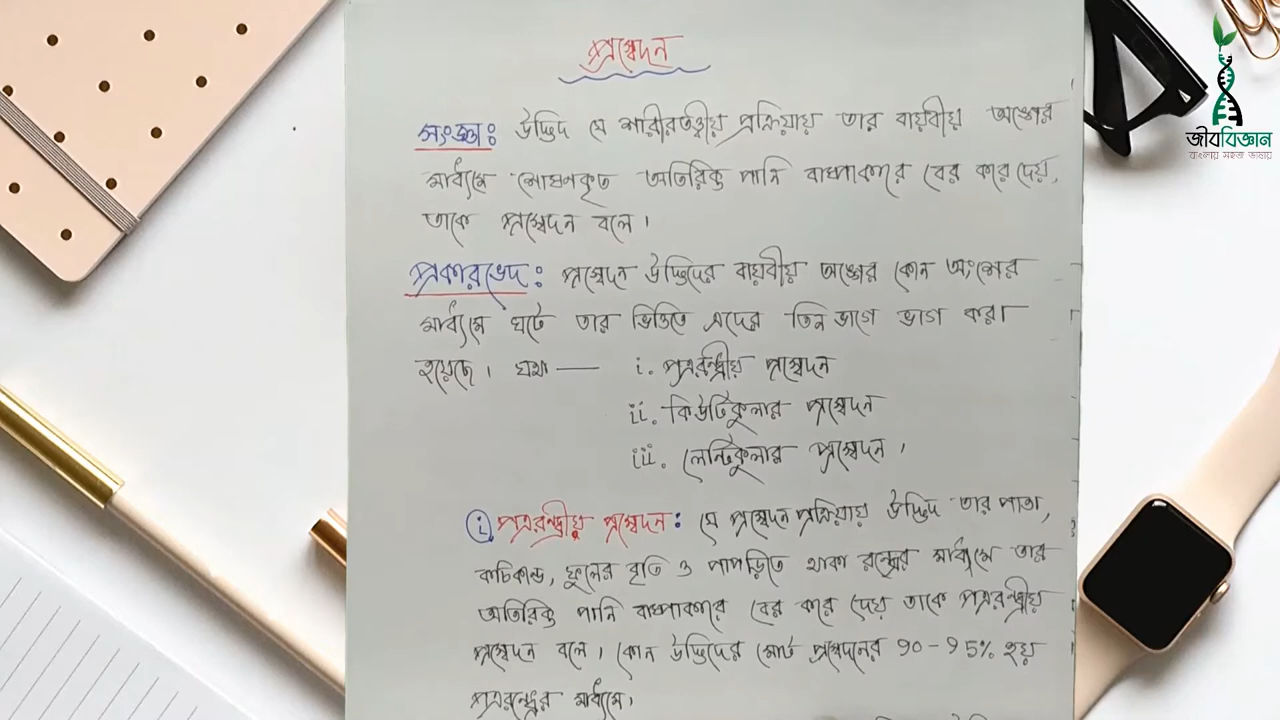 প্রস্বেদন
সংজ্ঞা: উদ্ভিদ যে শারীরতত্ত্বীয় প্রক্রিয়ায় তার বায়বীয় অঙ্গের
মাধ্যমে শোষণকৃত অতিরিক্ত পানি বাষ্পাকারে বের করে দেয়,
তাকে প্রস্বেদন বলে।
প্রকারভেদ: প্রস্বেদন উদ্ভিদের বায়বীয় অঙ্গের কোন অংশের
মাধ্যমে ঘটে তার ভিত্তিতে এদের তিন ভাগে ভাগ করা
হয়েছে। যথা — i. পত্ররন্ধ্রীয় প্রস্বেদন
ii. কিউটিকুলার প্রস্বেদন
iii. লেন্টিকুলার প্রস্বেদন।
i. পত্ররন্ধ্রীয় প্রস্বেদন: যে প্রস্বেদন প্রক্রিয়ায় উদ্ভিদ তার পাতা,
কচিকান্ড, ফুলের বৃতি ও পাপড়িতে থাকা রন্ধ্রের মাধ্যমে তার
অতিরিক্ত পানি বাষ্পাকারে বের করে দেয় তাকে পত্ররন্ধ্রীয়
প্রস্বেদন বলে। কোন উদ্ভিদের মোট প্রস্বেদনের 90-95% হয়
পত্ররন্ধ্রের মাধ্যমে।
জীববিজ্ঞান
বাংলায় সহজ ভাষায়